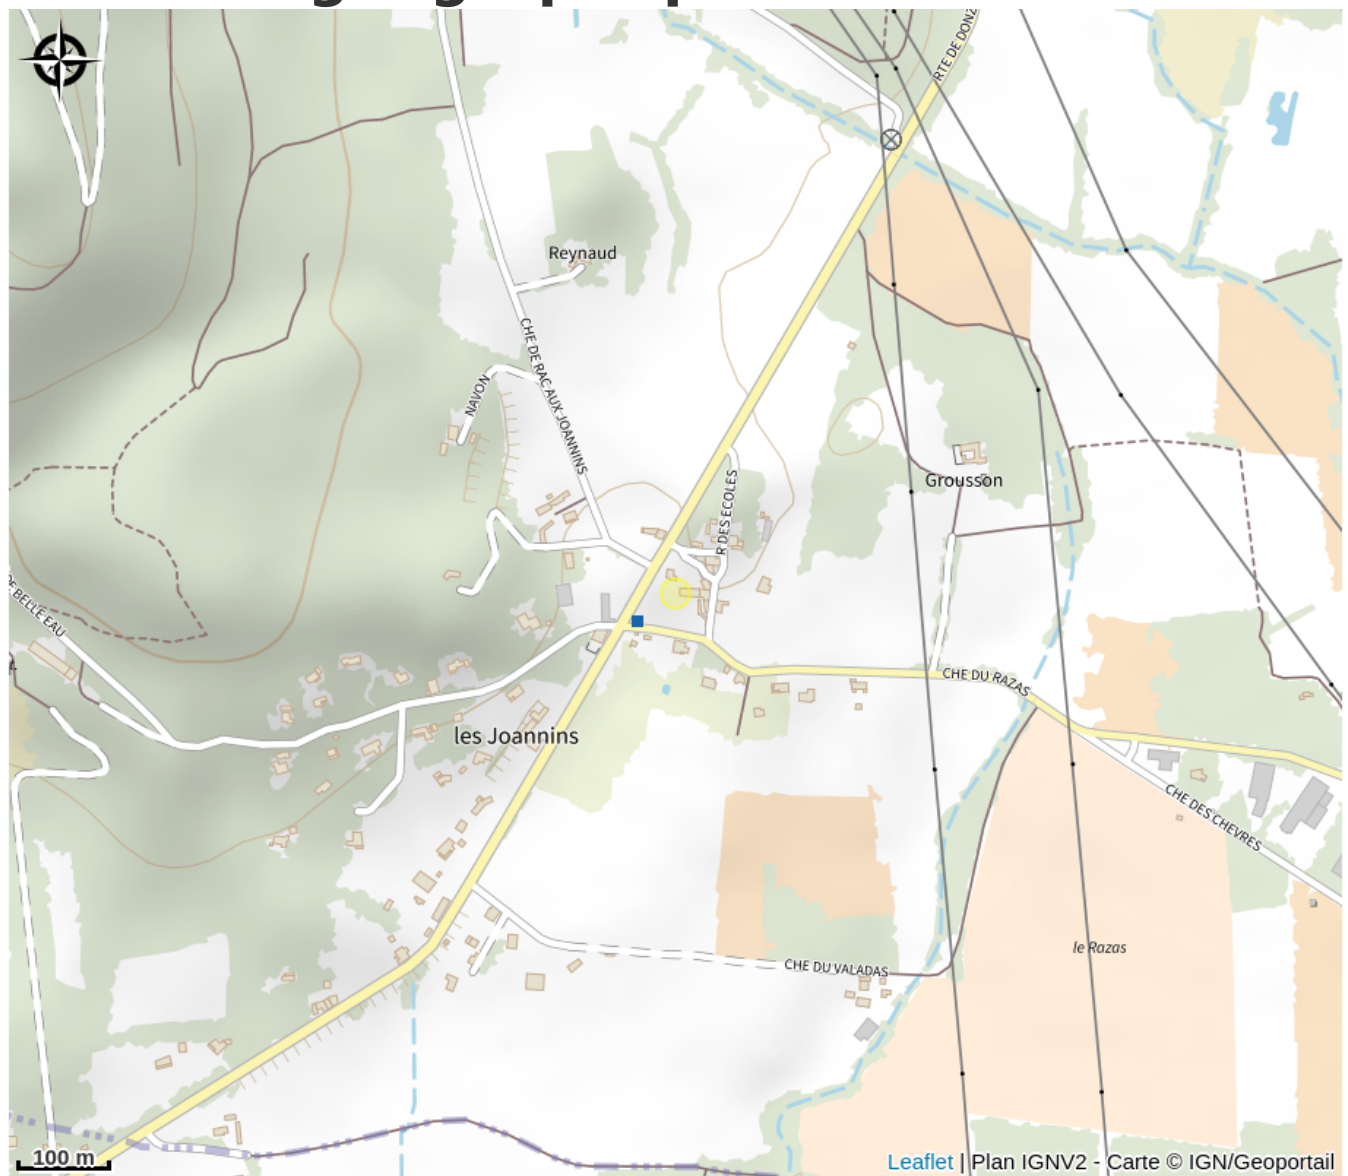 RTE DE DONZ
Reynaud
CHE DE RAC AUX JOANNINS
NAVON
Grousson
R DES ECOLES
DE BELLE EAU
CHE DU RAZAS
les Joannins
CHE DES CHEVRES
le Razas
CHE DU VALADAS
100 m
Leaflet | Plan IGNV2 - Carte © IGN/Geoportail